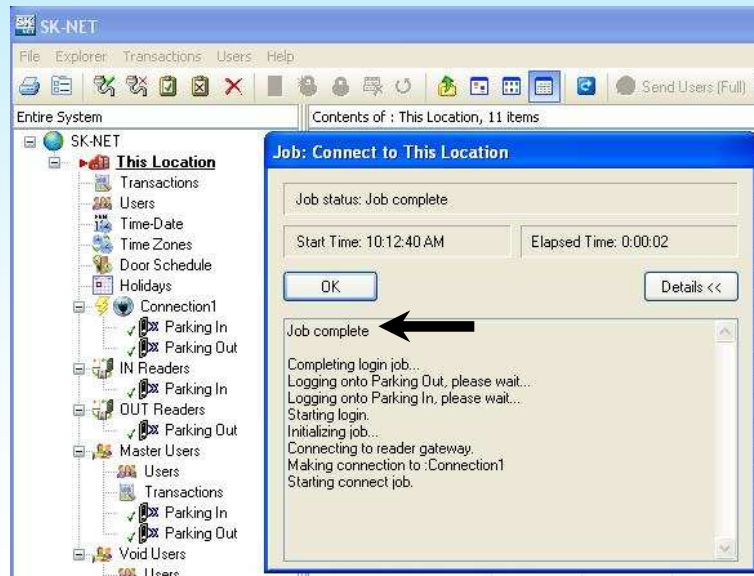 SK-NET
File Explorer Transactions Users Help
Send Users (Full)
Entire System
Contents of : This Location, 11 items
SK-NET
This Location
Transactions
Users
Time-Date
Time Zones
Door Schedule
Holidays
Connection1
Parking In
Parking Out
IN Readers
Parking In
OUT Readers
Parking Out
Master Users
Users
Transactions
Parking In
Parking Out
Void Users
Users
Job: Connect to This Location
Job status: Job complete
Start Time: 10:12:40 AM
Elapsed Time: 0:00:02
OK
Details <<
Job complete
Completing login job...
Logging onto Parking Out, please wait...
Logging onto Parking In, please wait...
Starting login.
Initializing job...
Connecting to reader gateway.
Making connection to :Connection1
Starting connect job.